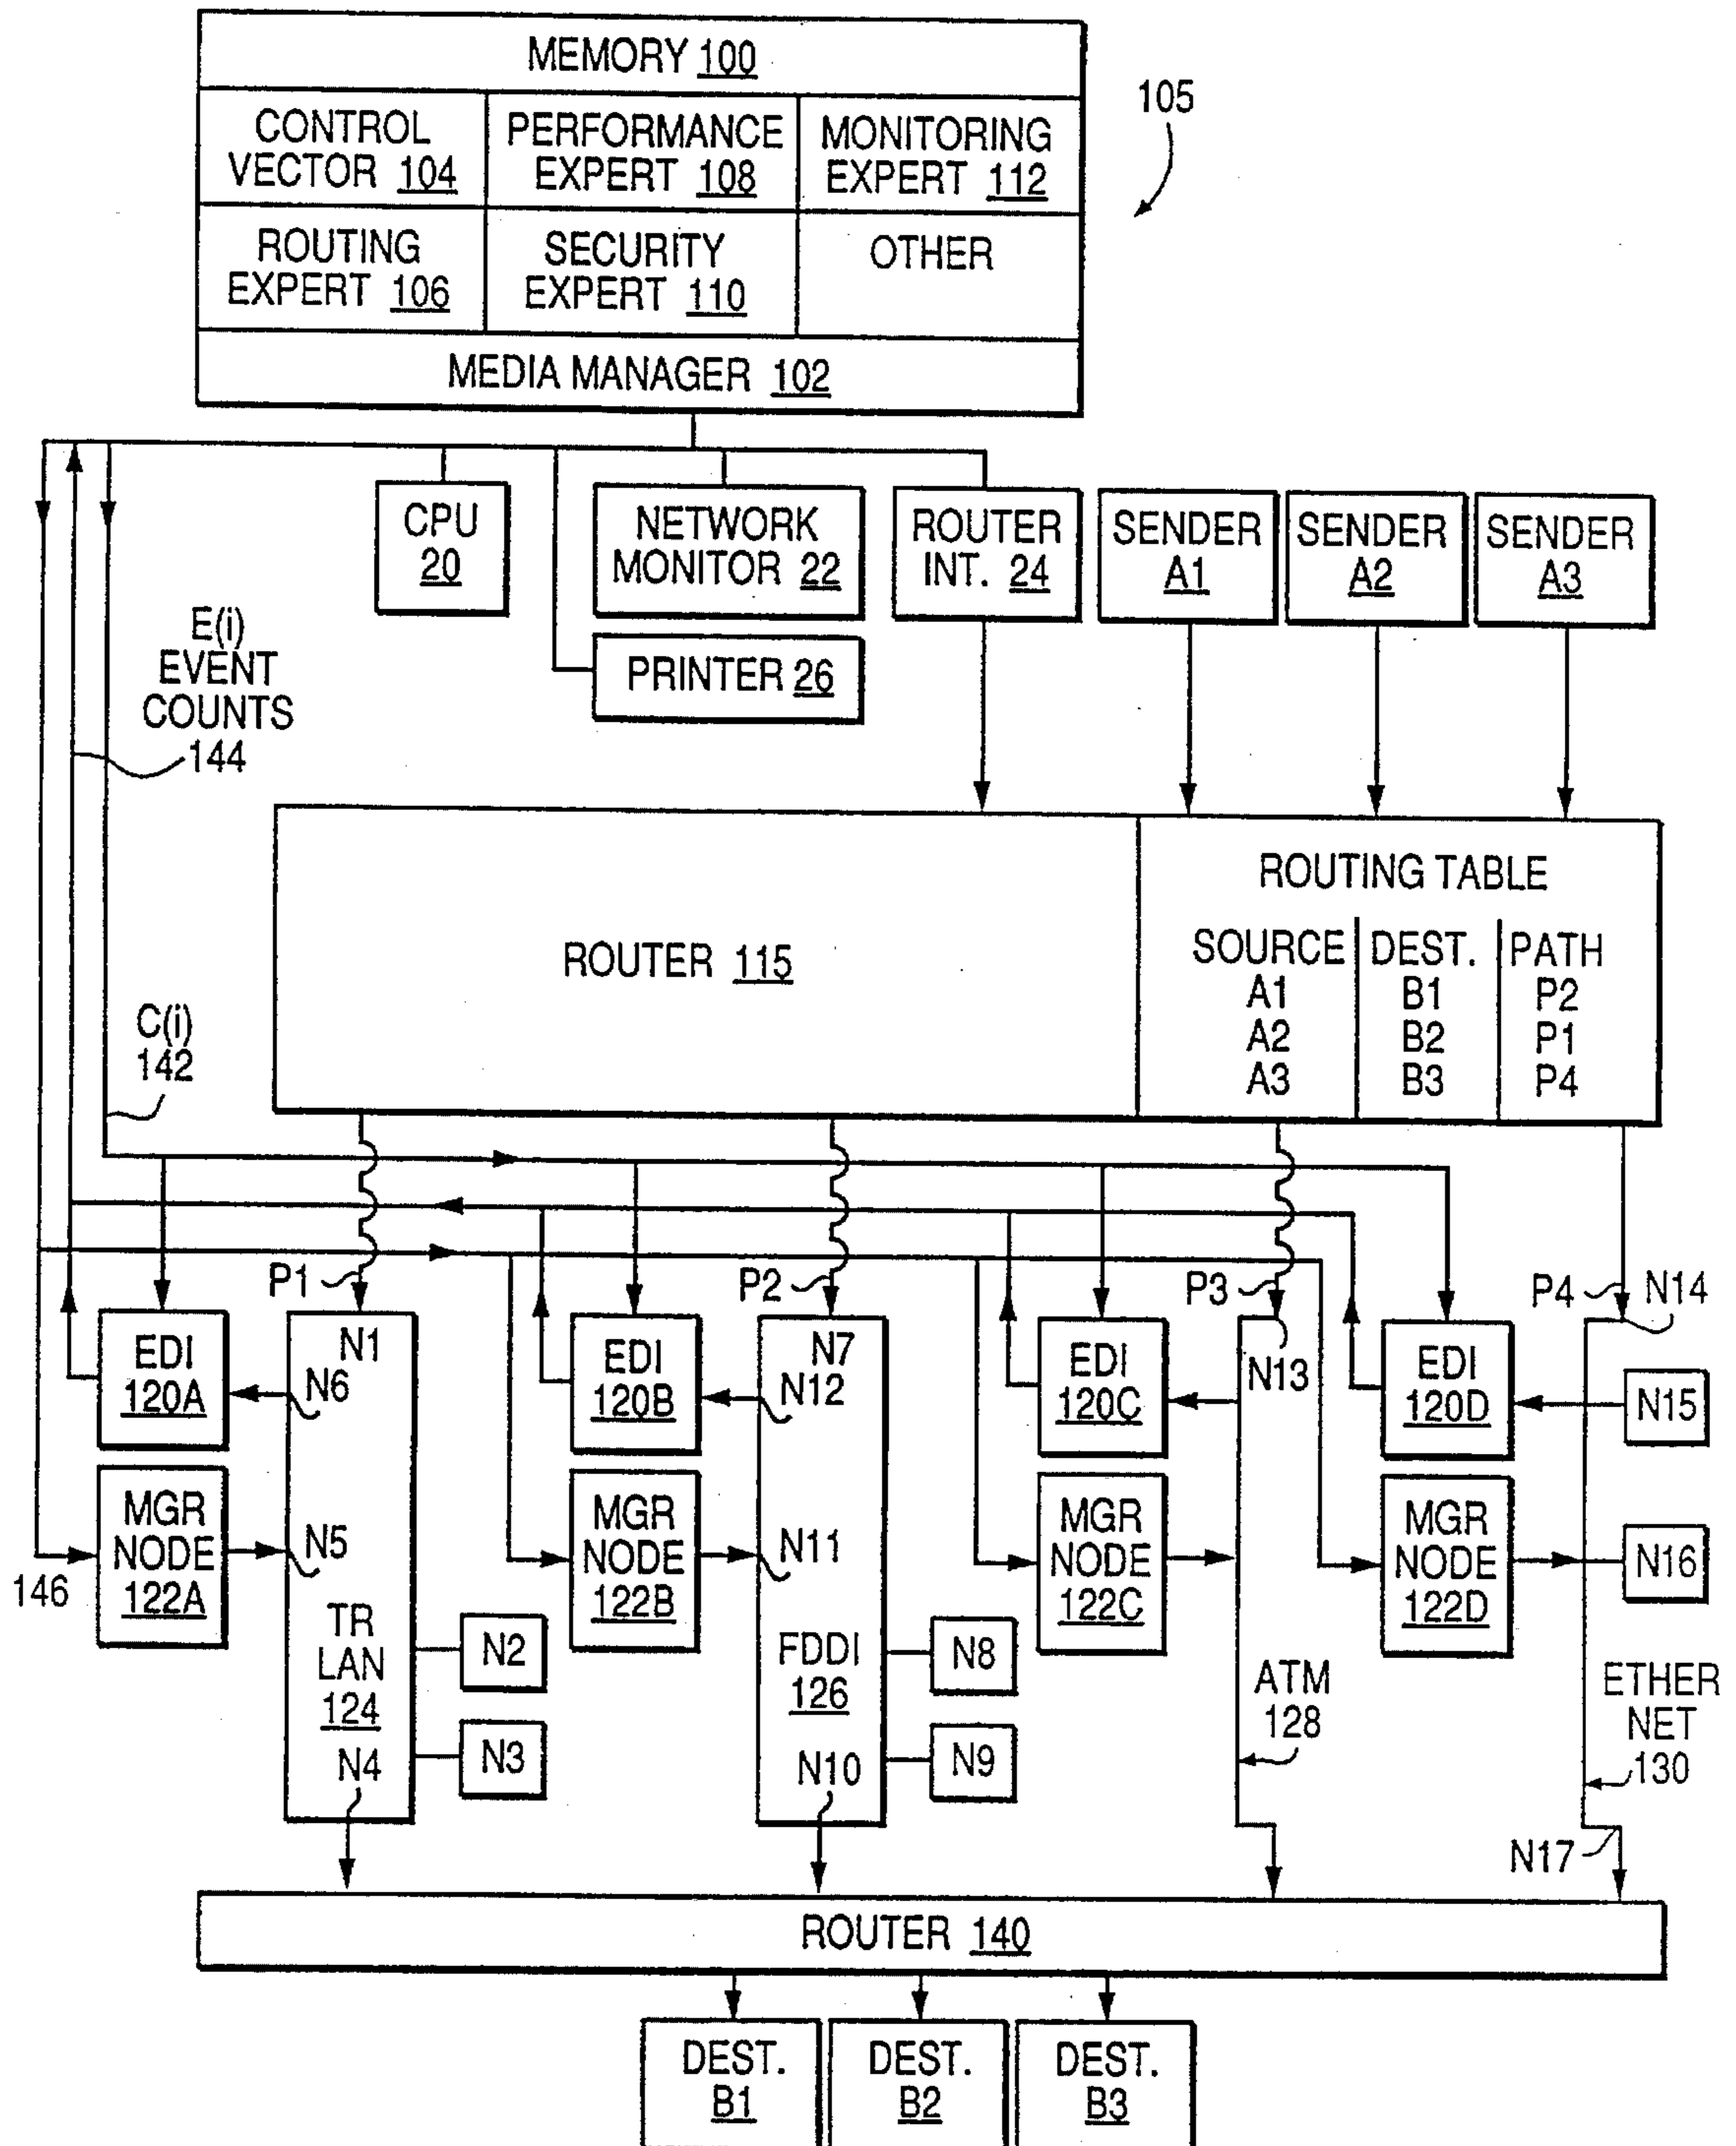 MEMORY 100
105
CONTROL
VECTOR 104
PERFORMANCE
EXPERT 108
MONITORING
EXPERT 112
ROUTING
EXPERT 106
SECURITY
EXPERT 110
OTHER
MEDIA MANAGER 102
CPU
20
NETWORK
MONITOR 22
ROUTER
INT. 24
SENDER
A1
SENDER
A2
SENDER
A3
PRINTER 26
E(i)
EVENT
COUNTS
144
ROUTER 115
ROUTING TABLE
SOURCE DEST. PATH
A1 B1 P2
A2 B2 P1
A3 B3 P4
C(i)
142
P1
P2
P3
P4
N14
EDI
120A
N1
N6
EDI
120B
N7
N12
EDI
120C
N13
EDI
120D
N15
146
MGR
NODE
122A
N5
MGR
NODE
122B
N11
MGR
NODE
122C
MGR
NODE
122D
N16
TR
LAN
124
N2
N3
N4
FDDI
126
N8
N9
N10
ATM
128
ETHER
NET
130
N17
ROUTER 140
DEST.
B1
DEST.
B2
DEST.
B3